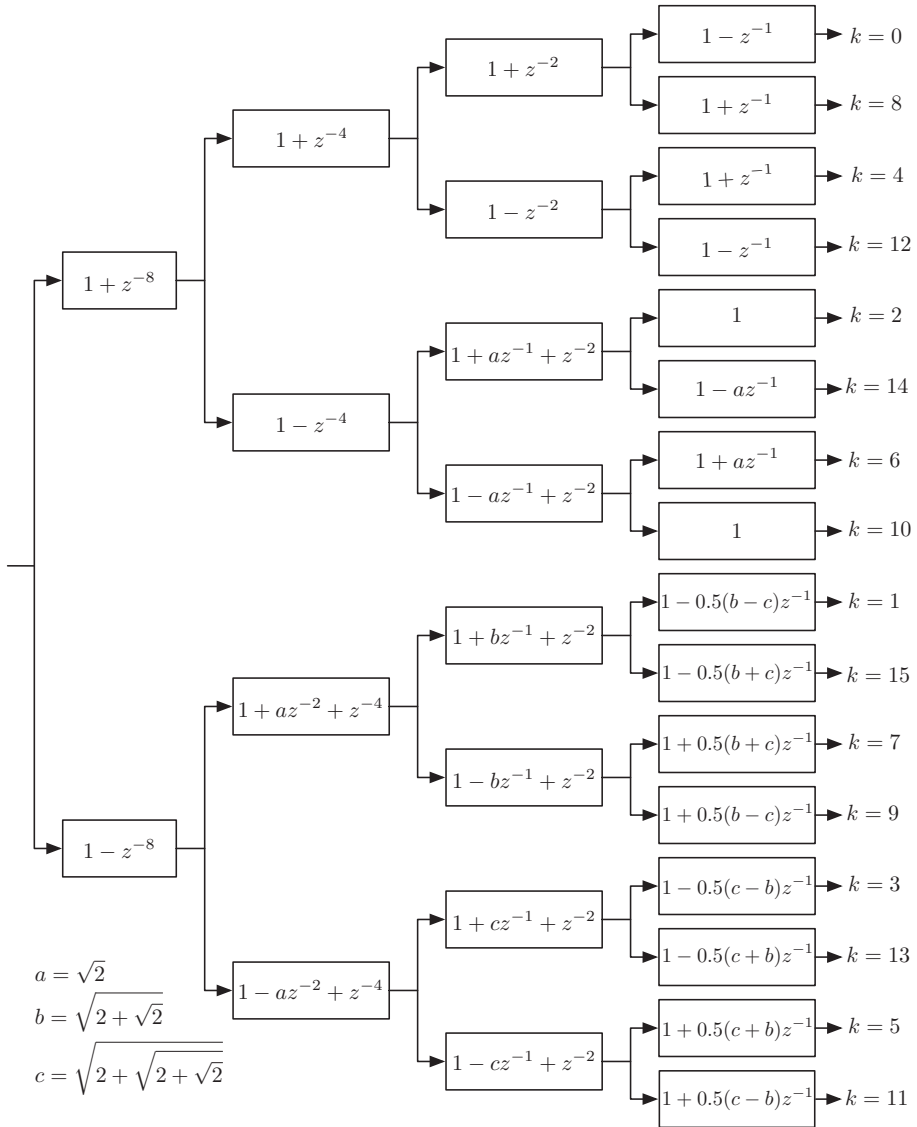 1 + z⁻⁸
1 − z⁻⁸
1 + z⁻⁴
1 − z⁻⁴
1 + az⁻² + z⁻⁴
1 − az⁻² + z⁻⁴
1 + z⁻²
1 − z⁻²
1 + az⁻¹ + z⁻²
1 − az⁻¹ + z⁻²
1 + bz⁻¹ + z⁻²
1 − bz⁻¹ + z⁻²
1 + cz⁻¹ + z⁻²
1 − cz⁻¹ + z⁻²
1 − z⁻¹ k = 0
1 + z⁻¹ k = 8
1 + z⁻¹ k = 4
1 − z⁻¹ k = 12
1 k = 2
1 − az⁻¹ k = 14
1 + az⁻¹ k = 6
1 k = 10
1 − 0.5(b − c)z⁻¹ k = 1
1 − 0.5(b + c)z⁻¹ k = 15
1 + 0.5(b + c)z⁻¹ k = 7
1 + 0.5(b − c)z⁻¹ k = 9
1 − 0.5(c − b)z⁻¹ k = 3
1 − 0.5(c + b)z⁻¹ k = 13
1 + 0.5(c + b)z⁻¹ k = 5
1 + 0.5(c − b)z⁻¹ k = 11
a = √2
b = √(2 + √2)
c = √(2 + √(2 + √2))